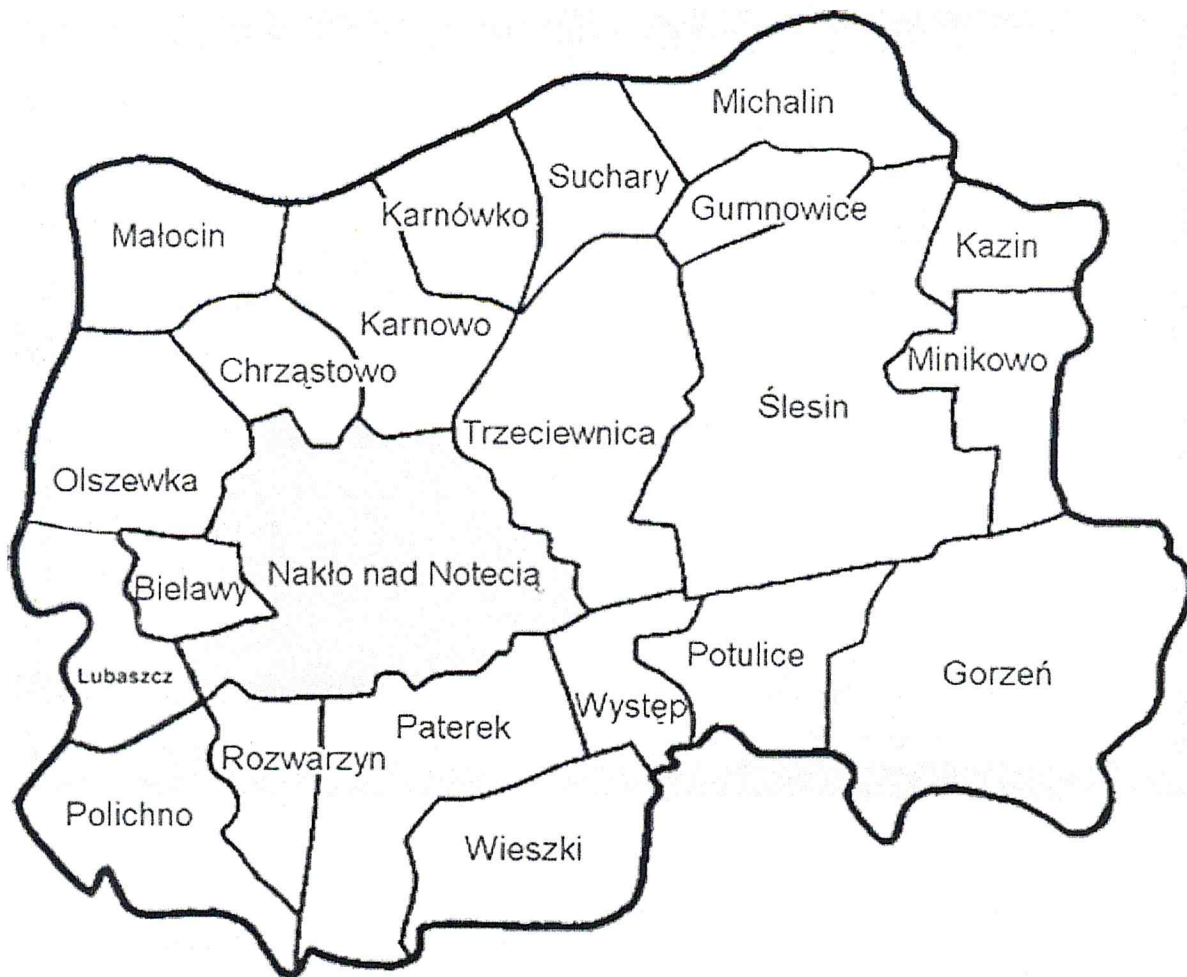 Michalin
Suchary
Gumnowice
Karnówko
Małocin
Kazin
Karnowo
Minikowo
Chrząstowo
Ślesin
Trzeciewnica
Olszewka
Nakło nad Notecią
Bielawy
Potulice
Lubaszcz
Gorzeń
Występ
Paterek
Rozwarzyn
Polichno
Wieszki